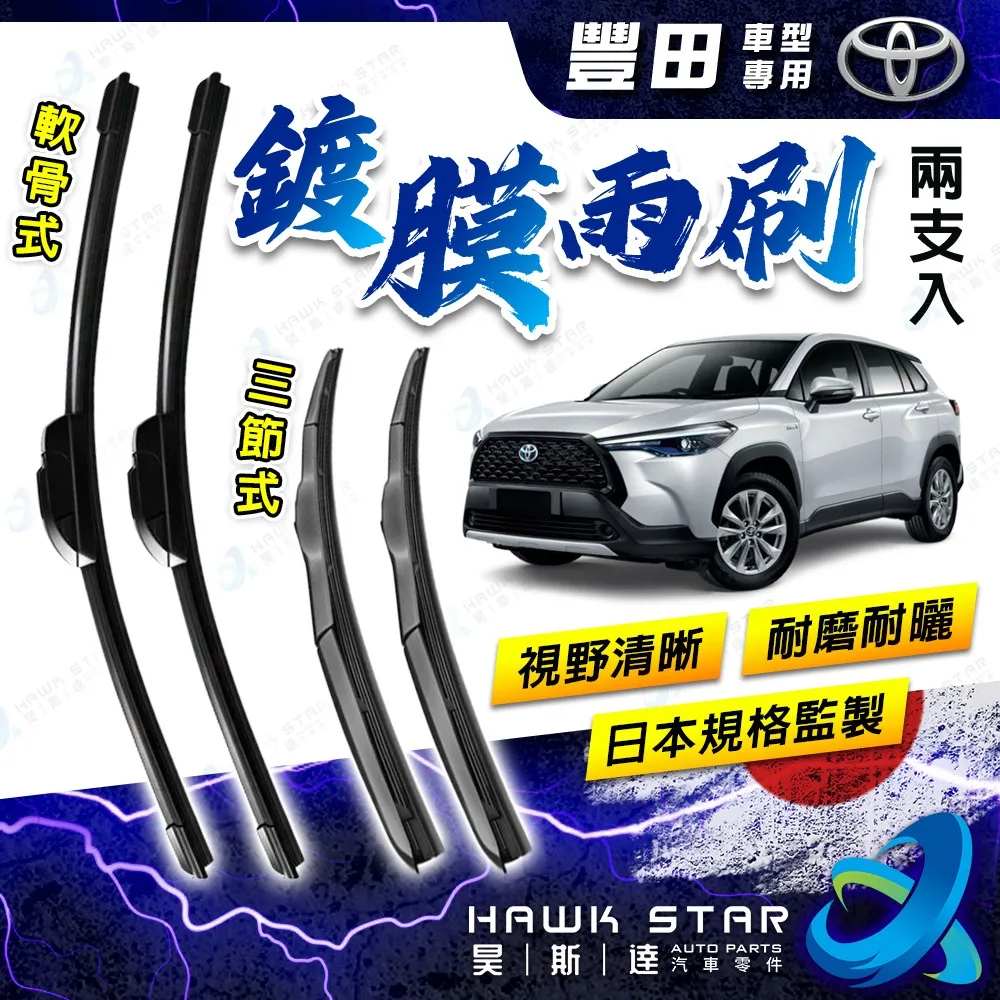 HAWK STAR
豐田
車型
專用
軟骨式
鍍膜雨刷
兩支入
三節式
視野清晰
耐磨耐曬
日本規格監製
HAWK STAR
昊|斯|達
AUTO PARTS
汽車零件